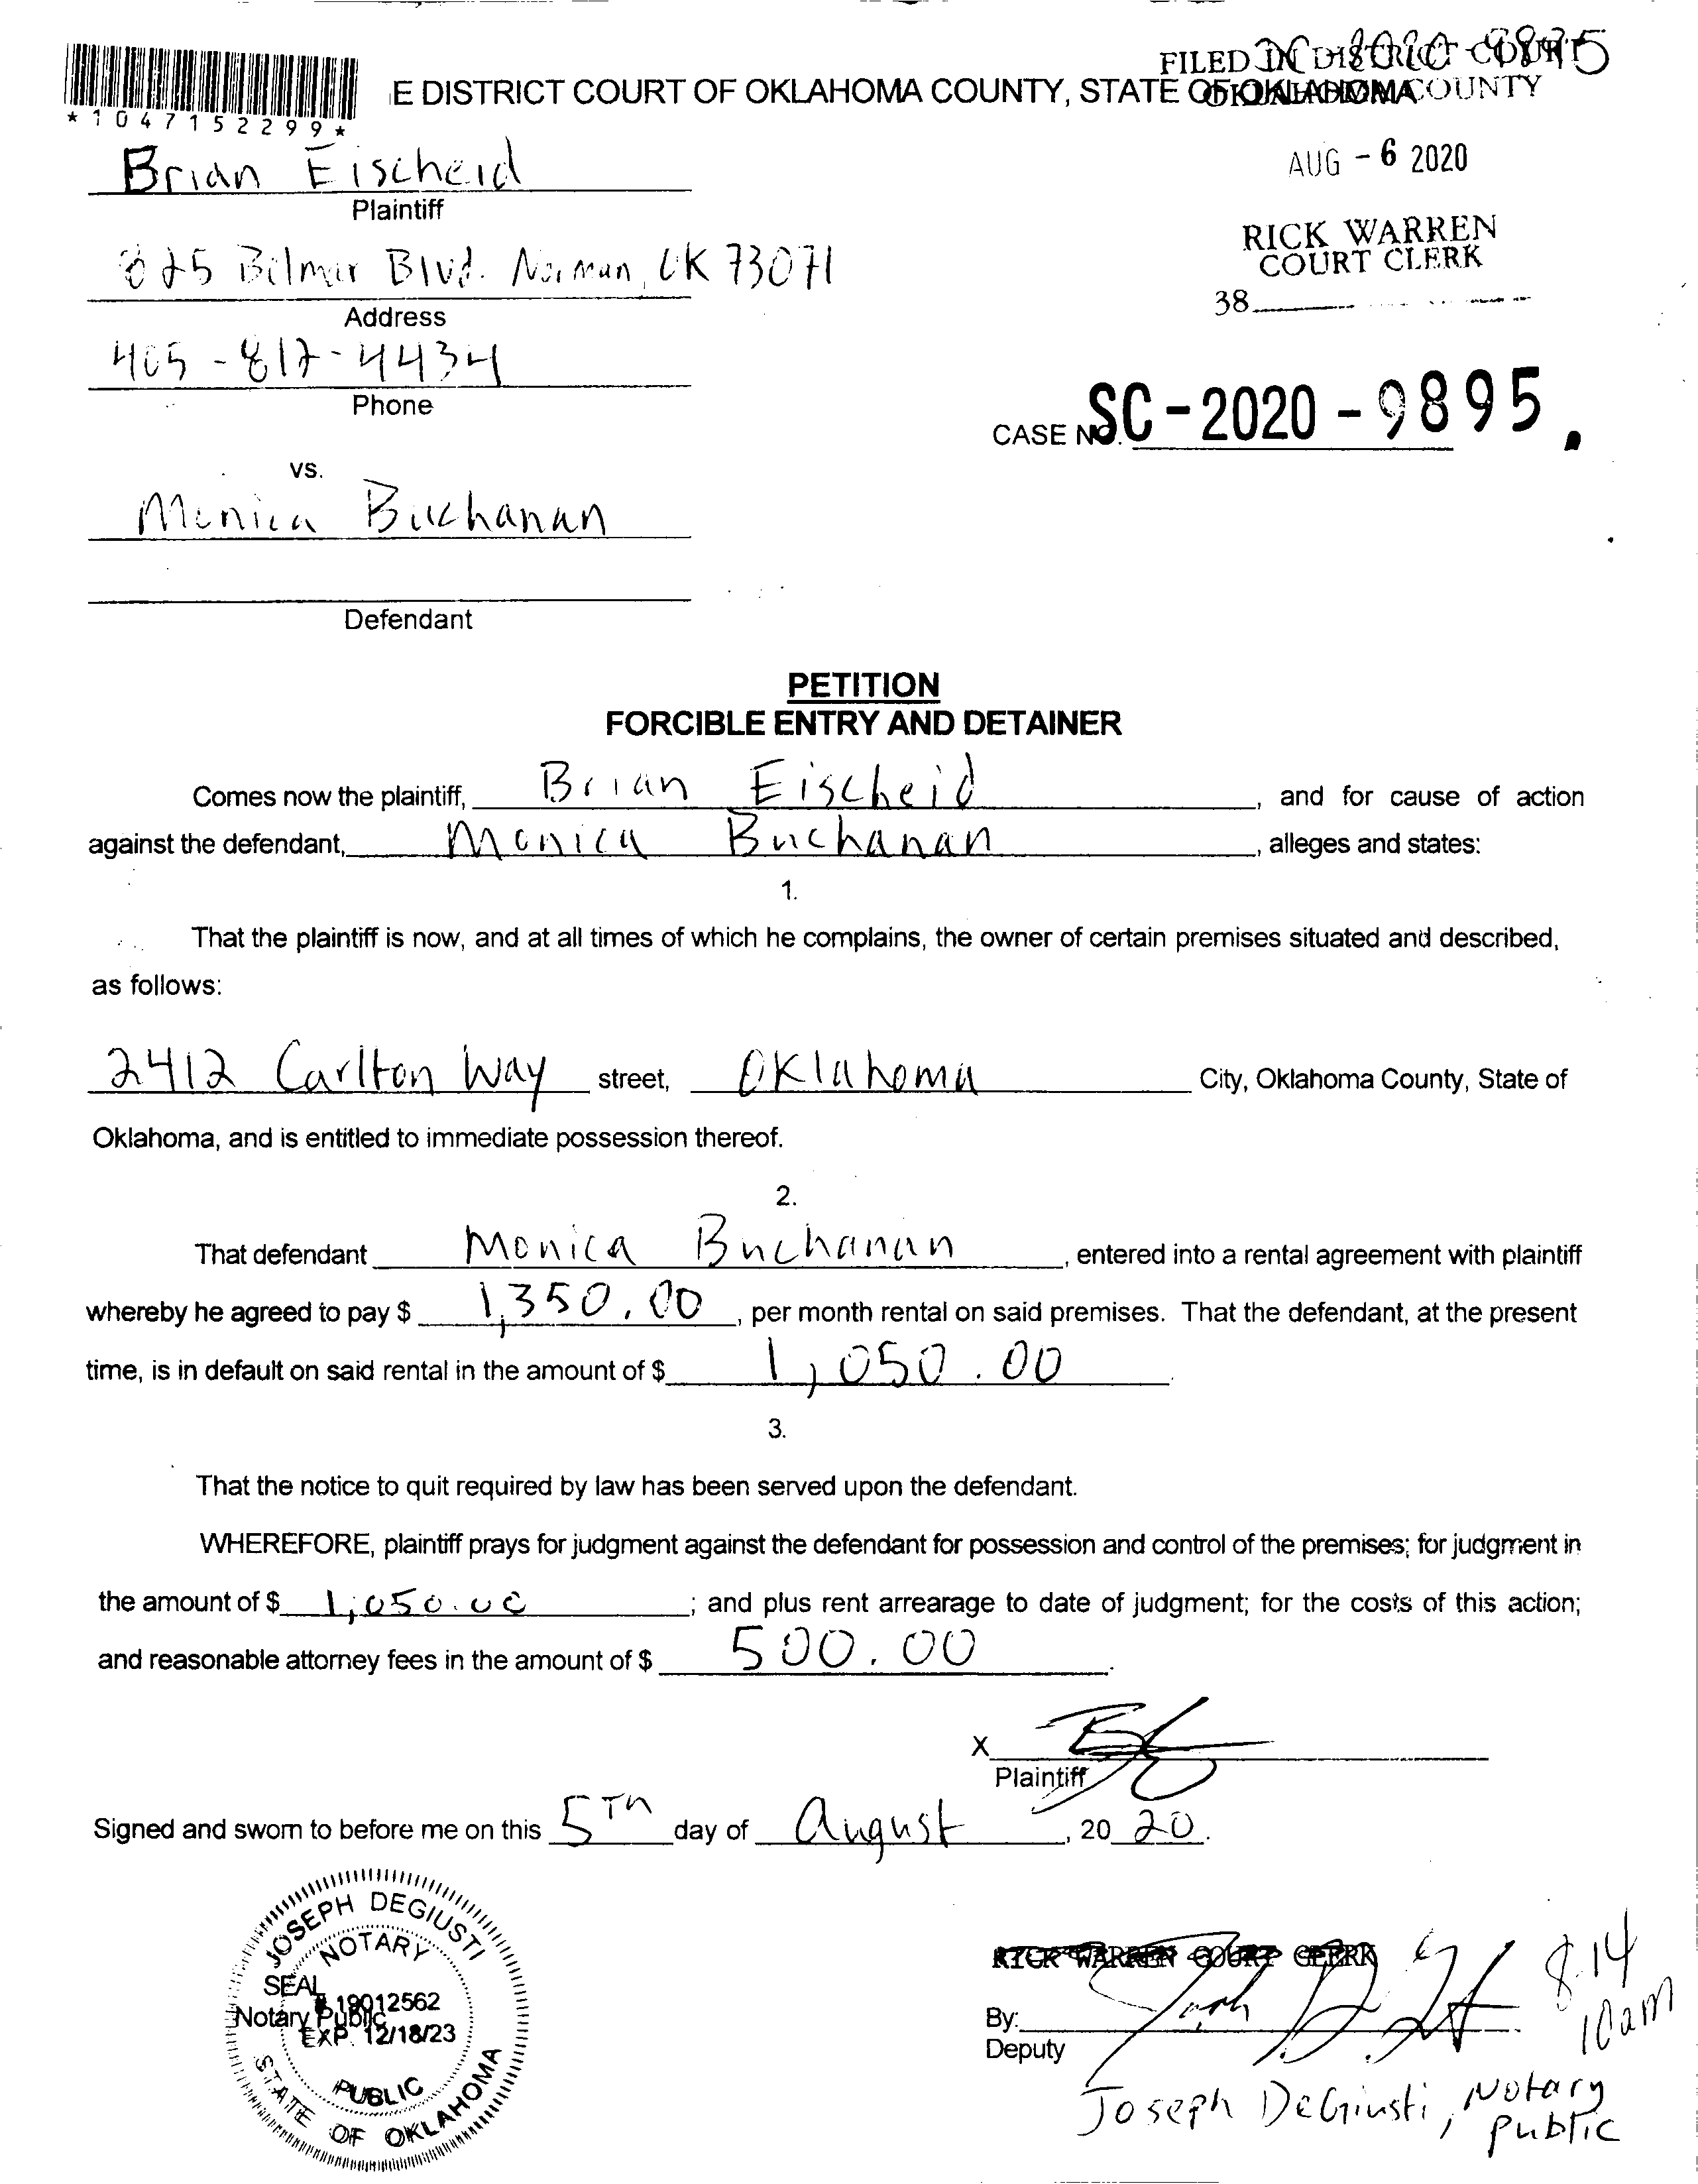 *1047152299*
E DISTRICT COURT OF OKLAHOMA COUNTY, STATE OF OKLAHOMA
FILED IN DISTRICT COURT
OKLAHOMA COUNTY
AUG - 6 2020
RICK WARREN
COURT CLERK
38
Brian Eischeid
Plaintiff
825 Bilmar Blvd. Norman, OK 73071
Address
405-817-4434
Phone
CASE NO. SC-2020-9895.
vs.
Monica Buchanan
Defendant
PETITION
FORCIBLE ENTRY AND DETAINER
Comes now the plaintiff, Brian Eischeid, and for cause of action
against the defendant, Monica Buchanan, alleges and states:
1.
That the plaintiff is now, and at all times of which he complains, the owner of certain premises situated and described,
as follows:
2412 Carlton Way street, Oklahoma City, Oklahoma County, State of
Oklahoma, and is entitled to immediate possession thereof.
2.
That defendant Monica Buchanan, entered into a rental agreement with plaintiff
whereby he agreed to pay $ 1,350.00, per month rental on said premises. That the defendant, at the present
time, is in default on said rental in the amount of $ 1,050.00.
3.
That the notice to quit required by law has been served upon the defendant.
WHEREFORE, plaintiff prays for judgment against the defendant for possession and control of the premises; for judgment in
the amount of $ 1,050.00; and plus rent arrearage to date of judgment; for the costs of this action;
and reasonable attorney fees in the amount of $ 500.00.
X
Plaintiff
Signed and sworn to before me on this 5Th day of August, 2020.
JOSEPH DEGIUSTI
NOTARY
SEAL
# 19012562
Notary Public
EXP. 12/18/23
PUBLIC
STATE OF OKLAHOMA
RICK WARREN COURT CLERK
By:
Deputy
8.14
10am
Joseph DeGiusti, Notary
Public